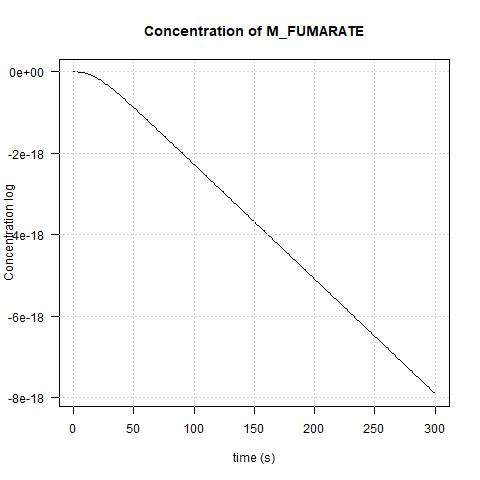 Concentration of M_FUMARATE
0e+00
-2e-18
-4e-18
-6e-18
-8e-18
Concentration log
0 50 100 150 200 250 300
time (s)